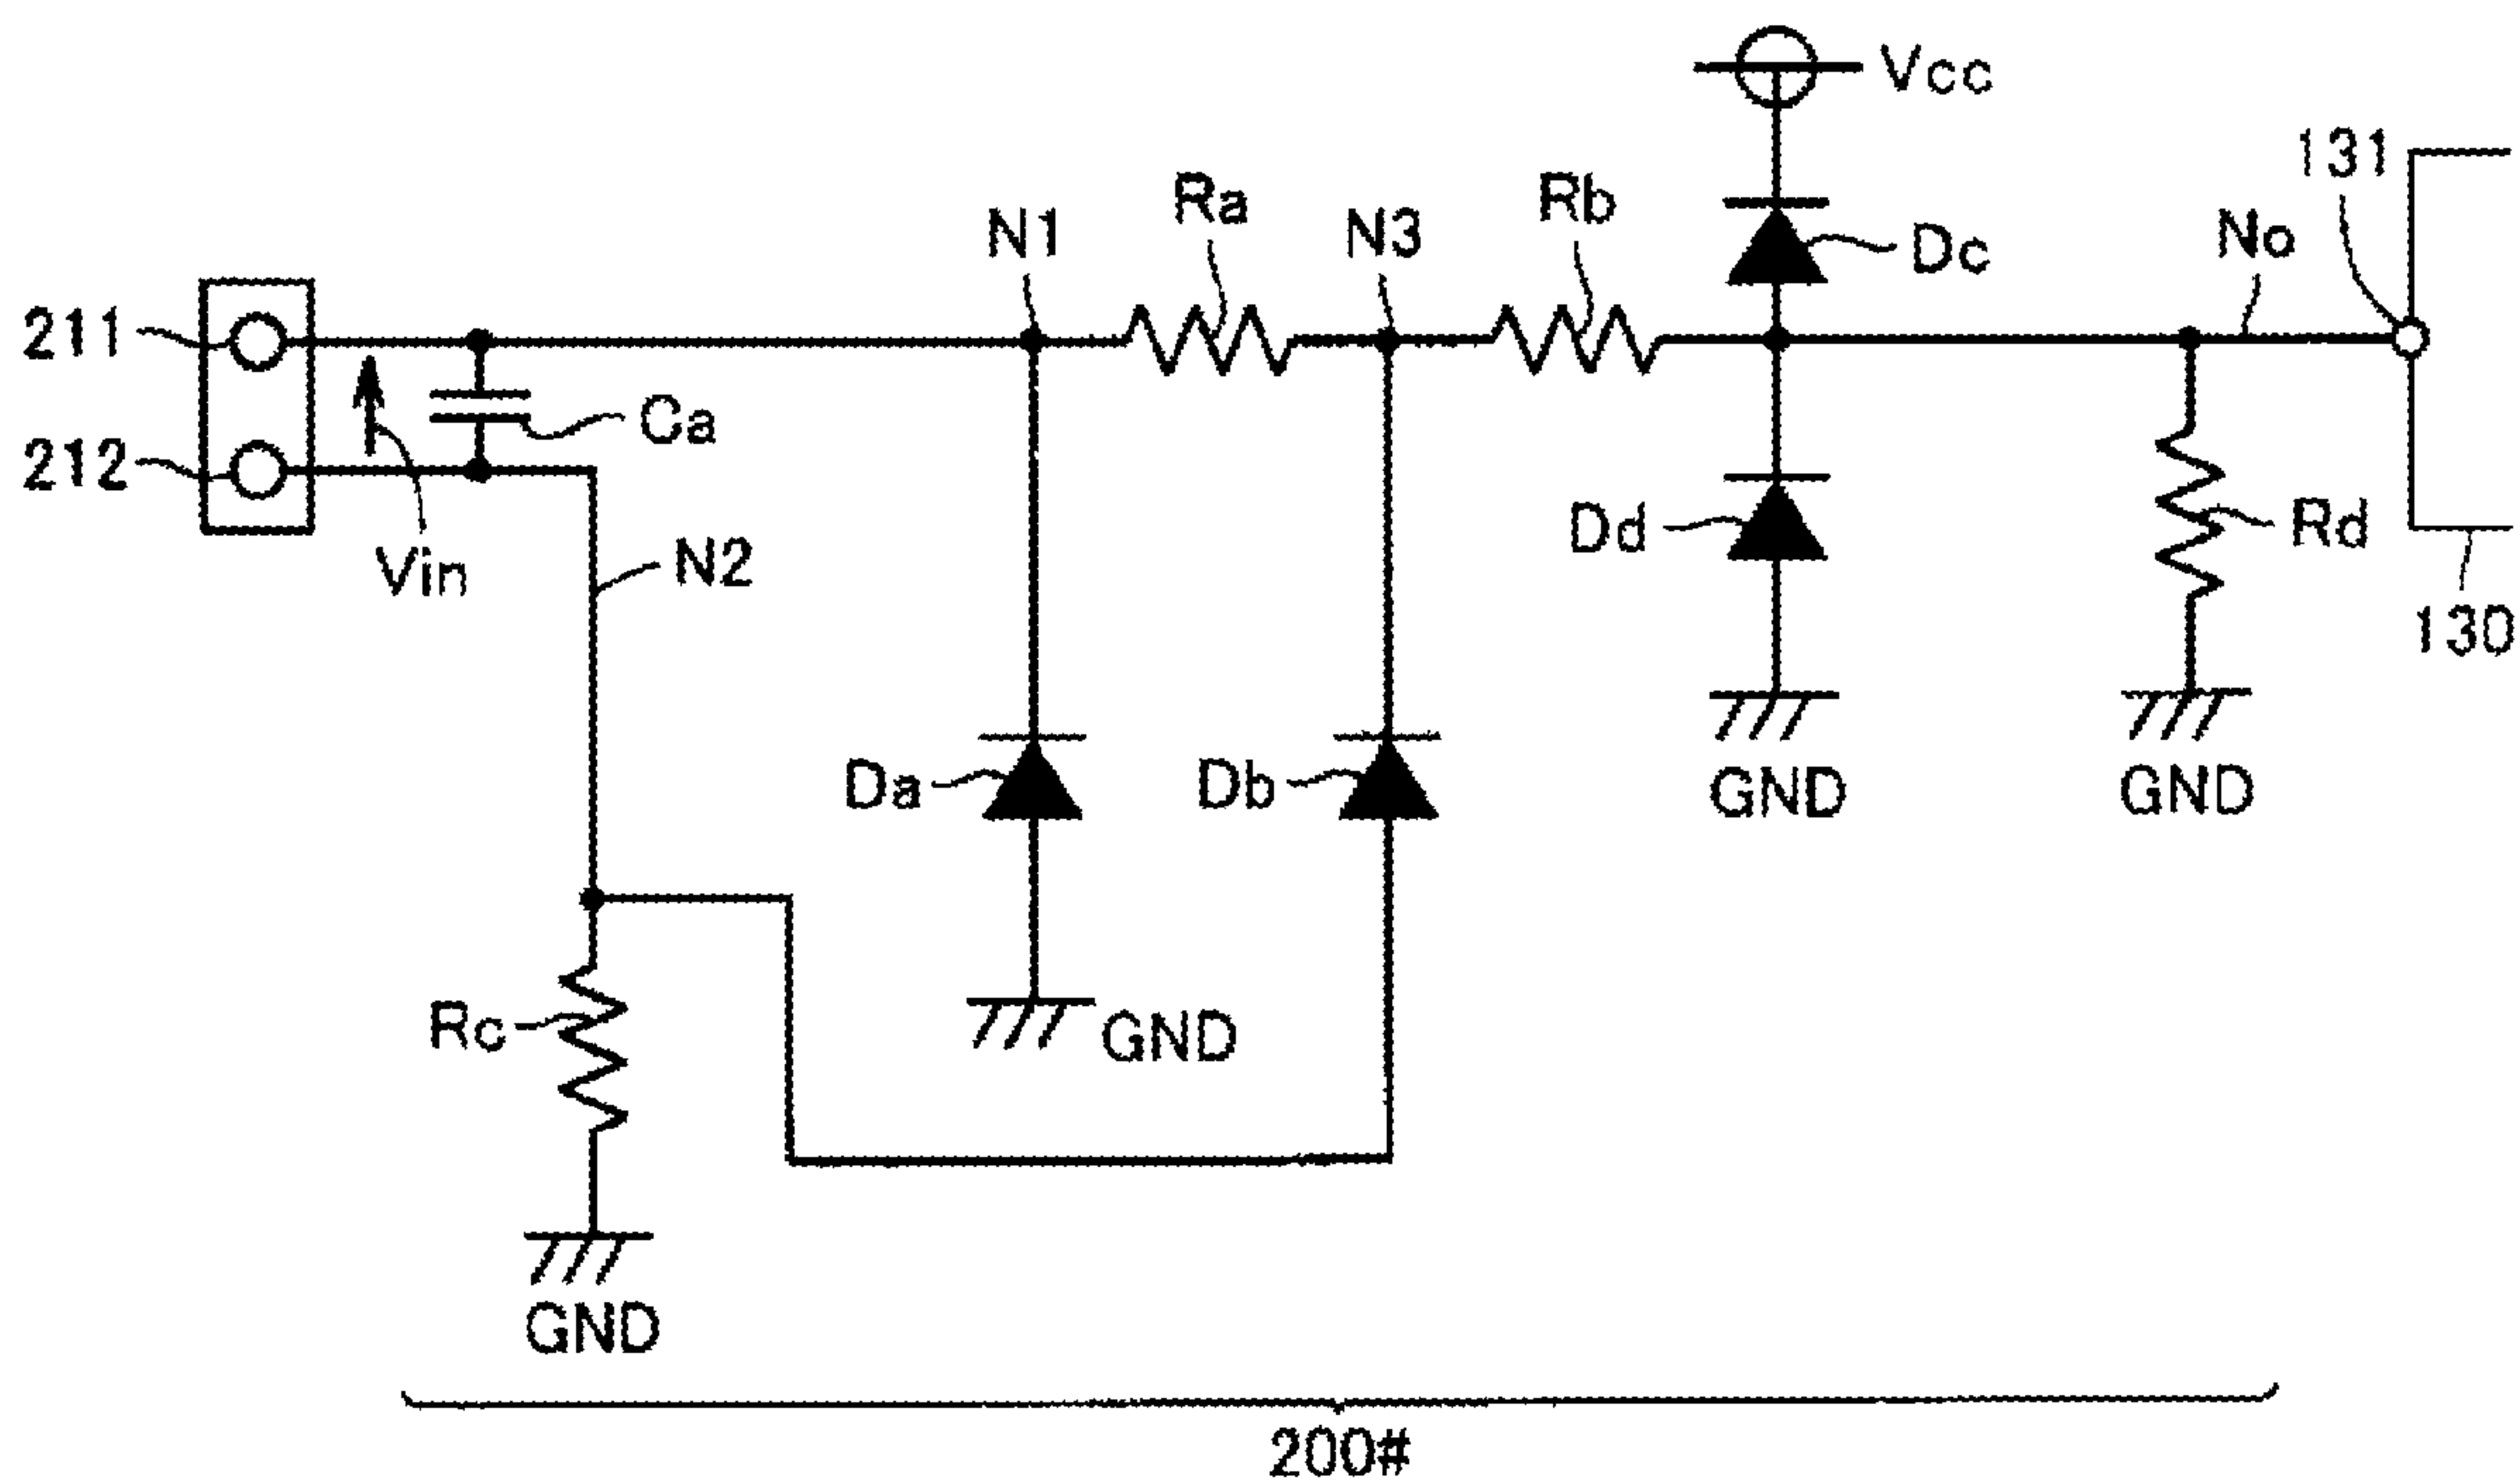 Vcc
131
Ra
Rb
N1
N3
Dc
No
211
Ca
212
Rd
Dd
Vin
N2
130
Da
Db
GND
GND
Rc
GND
GND
200#